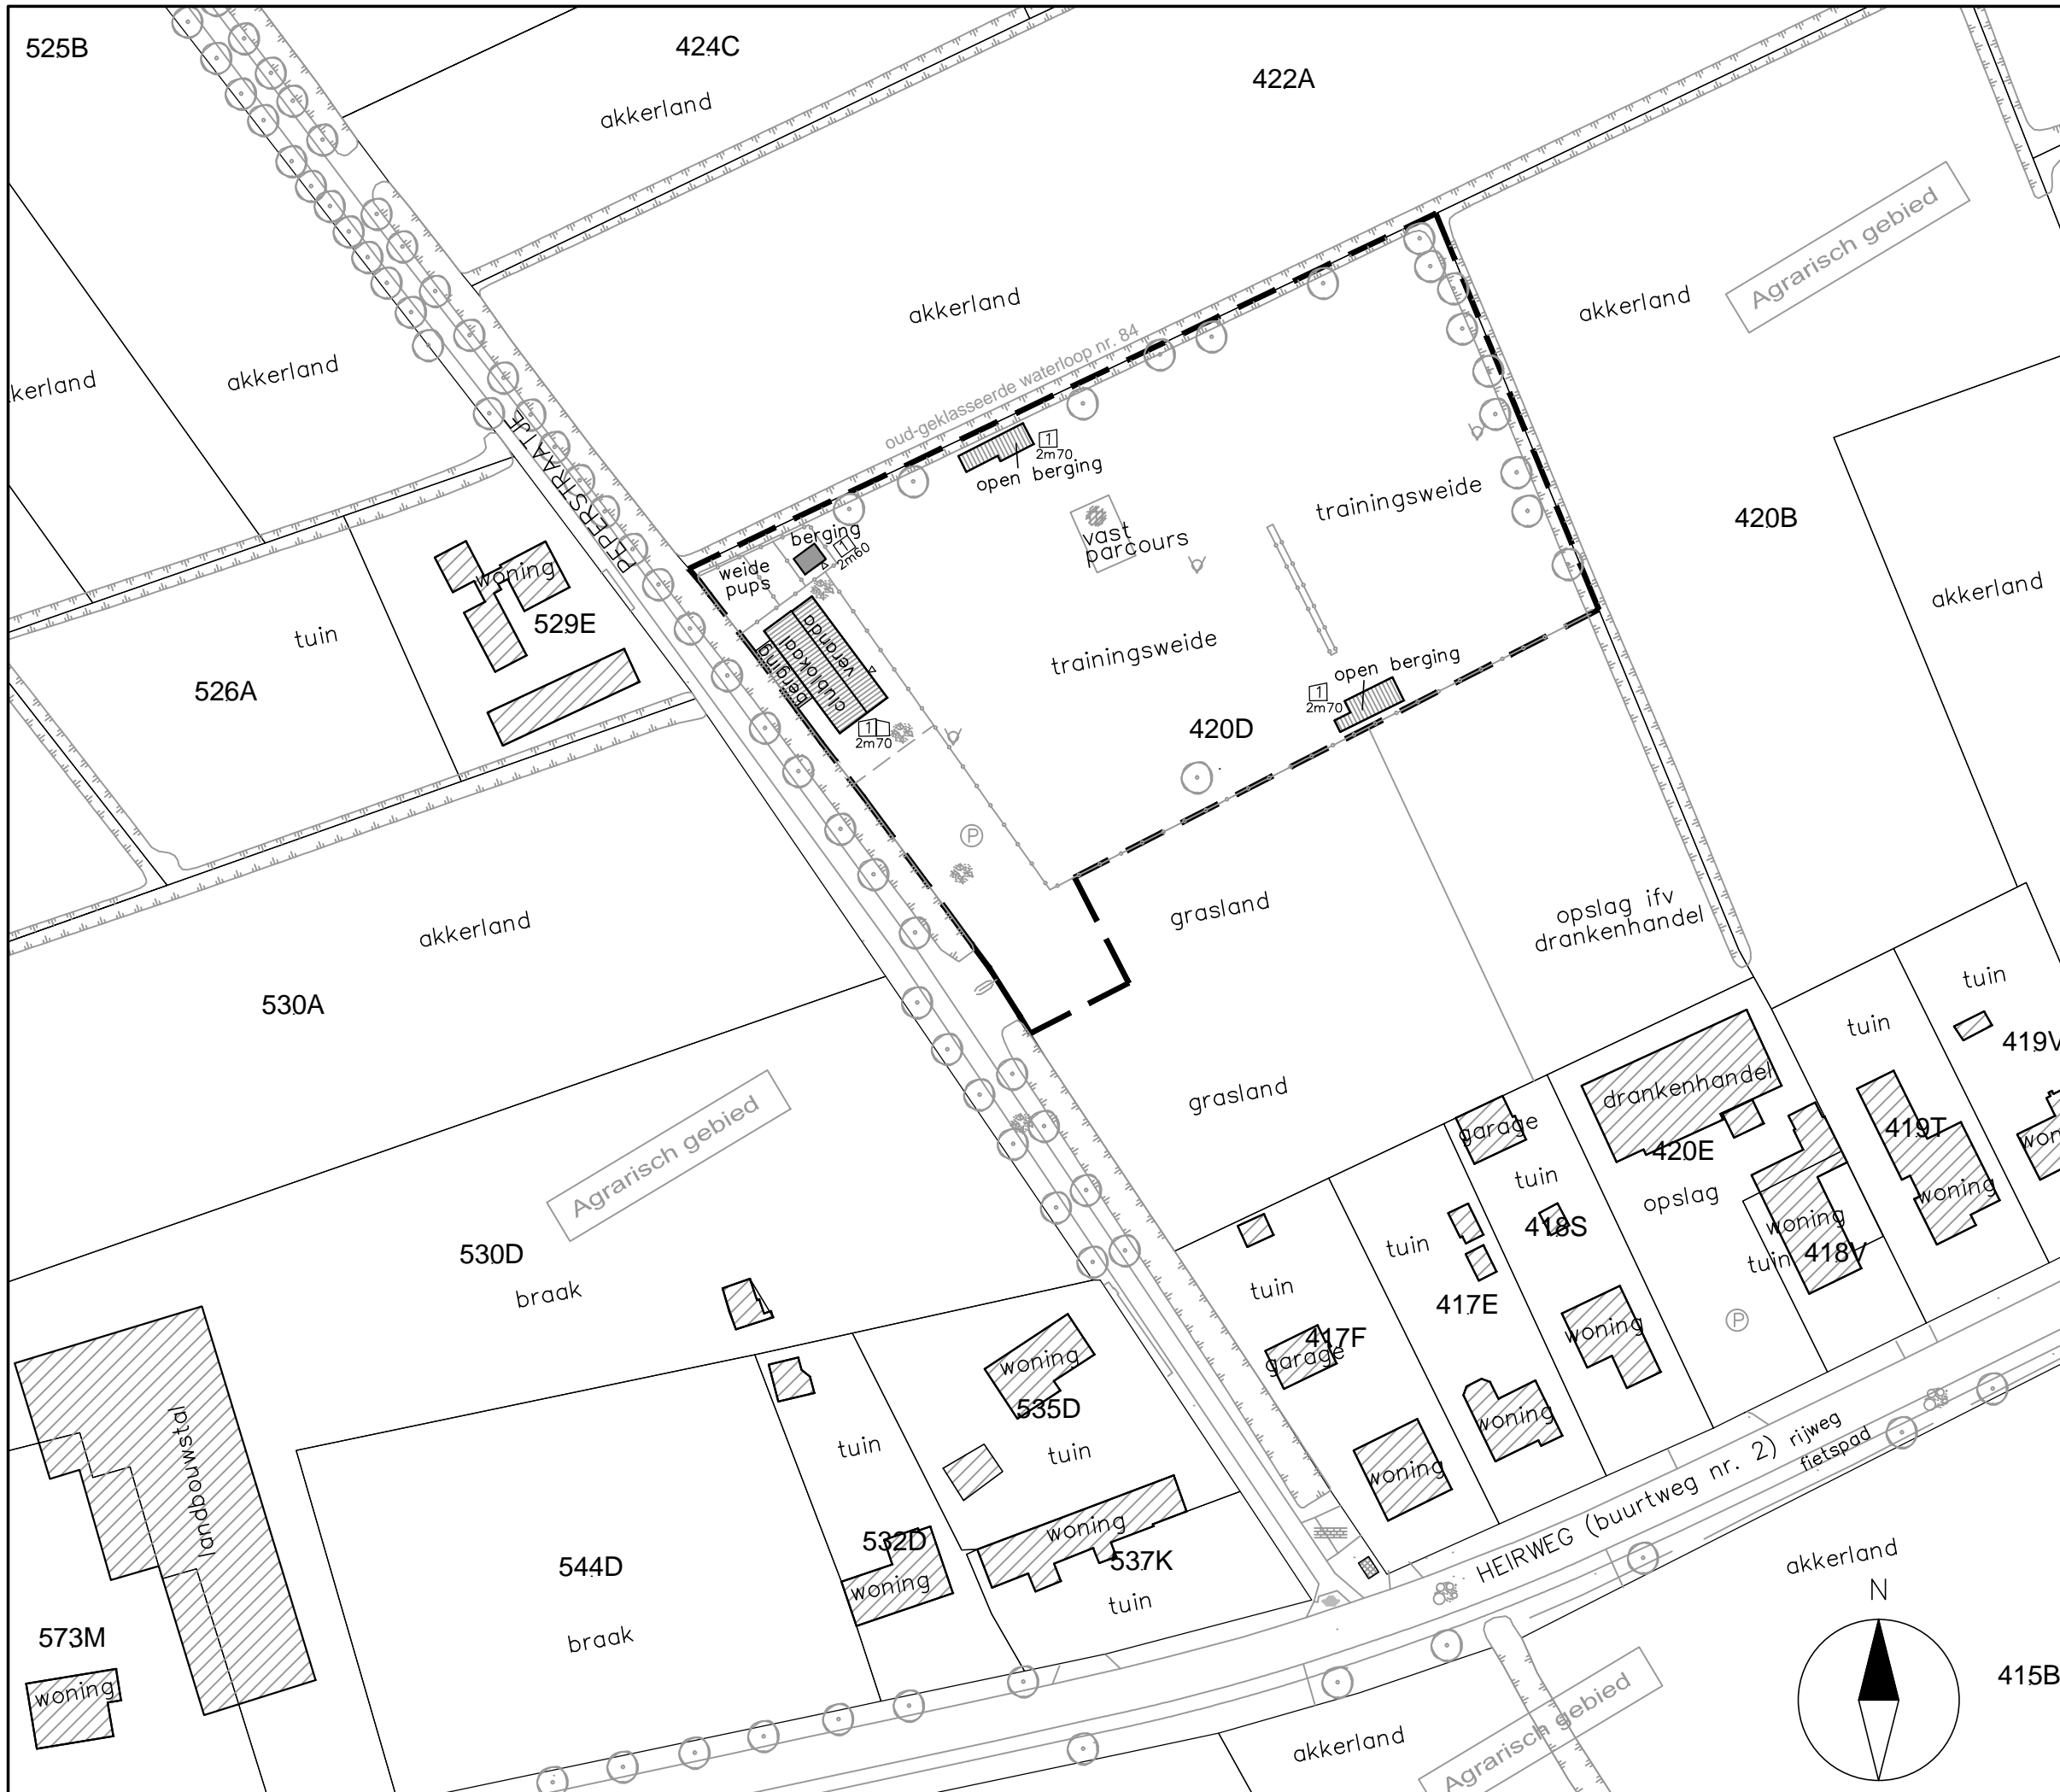 525B
424C
422A
akkerland
Agrarisch gebied
akkerland
akkerland
oud-geklasseerde waterloop nr. 84
akkerland
kerland
PEPERSTRAATJE
1
2m70
open berging
trainingsweide
420B
vast
parcours
berging
1
2m60
weide
pups
woning
529E
tuin
526A
akkerland
berging
clublokaal
veranda
trainingsweide
open berging
1
2m70
420D
1
2m70
P
grasland
opslag ifv
drankenhandel
akkerland
530A
tuin
tuin
419V
grasland
drankenhandel
garage
419T
420E
Agrarisch gebied
tuin
opslag
woning
won
418S
woning
tuin
418V
530D
braak
tuin
tuin
417E
417F
garage
woning
P
woning
535D
tuin
tuin
landbouwstal
woning
woning
HEIRWEG (buurtweg nr. 2)
rijweg
fietspad
woning
532D
537K
woning
tuin
544D
braak
akkerland
N
573M
woning
415B
Agrarisch gebied
akkerland